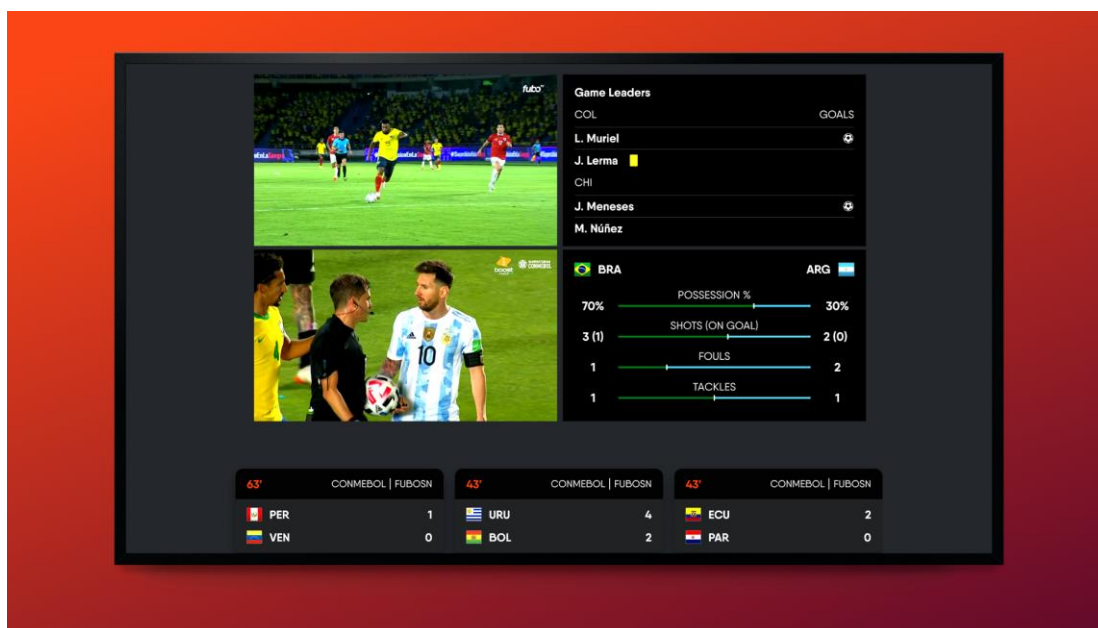 fubo
Game Leaders
COL GOALS
L. Muriel
J. Lerma
CHI
J. Meneses
M. Núñez
boost
CONMEBOL
10
BRA ARG
POSSESSION %
70% 30%
SHOTS (ON GOAL)
3 (1) 2 (0)
FOULS
1 2
TACKLES
1 1
63' CONMEBOL | FUBOSN
PER 1
VEN 0
43' CONMEBOL | FUBOSN
URU 4
BOL 2
43' CONMEBOL | FUBOSN
ECU 2
PAR 0